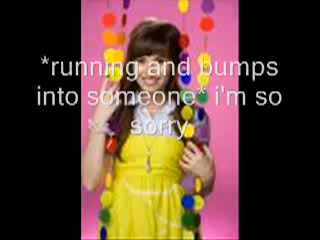 *running and bumps
into someone* i'm so
sorry